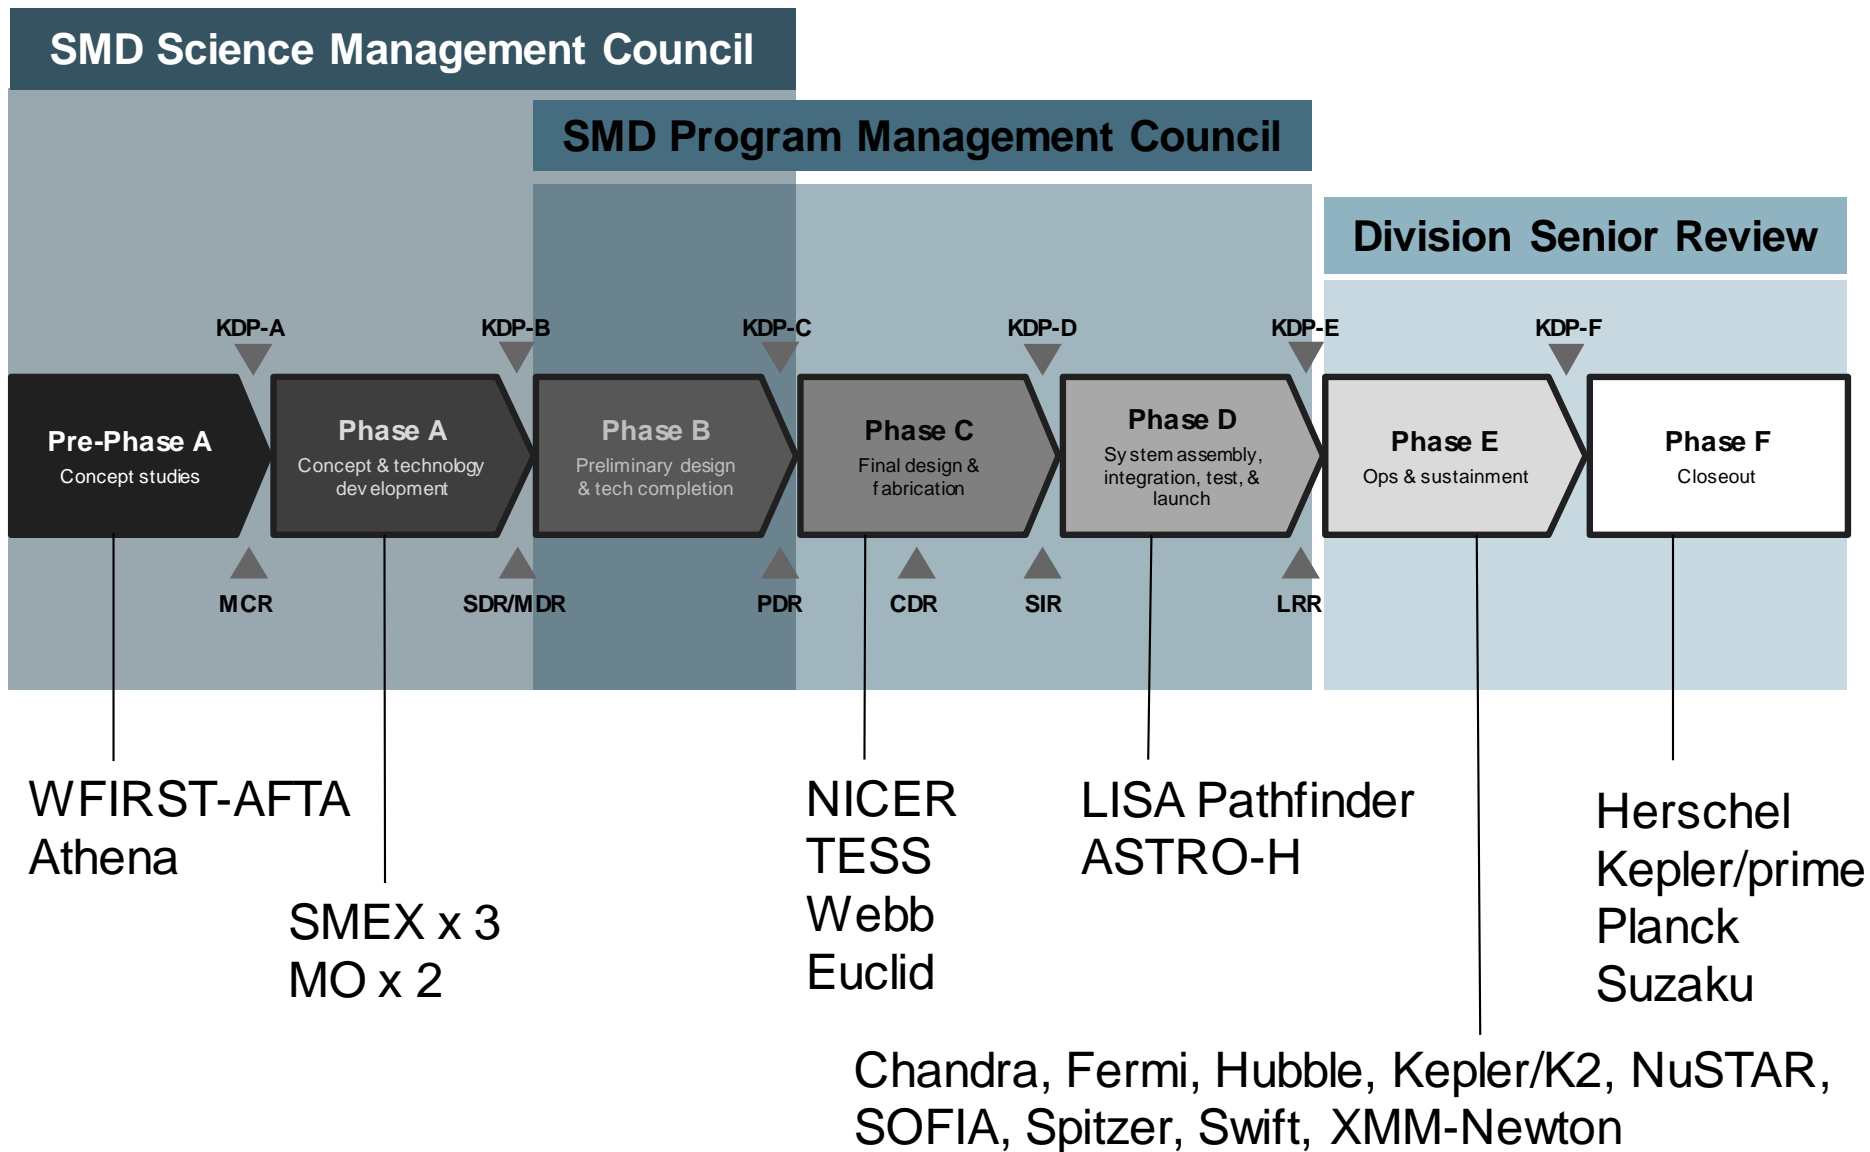 SMD Science Management Council
SMD Program Management Council
Division Senior Review
KDP-A
KDP-B
KDP-C
KDP-D
KDP-E
KDP-F
Pre-Phase A
Concept studies
Phase A
Concept & technology
development
Phase B
Preliminary design
& tech completion
Phase C
Final design &
fabrication
Phase D
System assembly,
integration, test, &
launch
Phase E
Ops & sustainment
Phase F
Closeout
MCR
SDR/MDR
PDR
CDR
SIR
LRR
WFIRST-AFTA
Athena
SMEX x 3
MO x 2
NICER
TESS
Webb
Euclid
LISA Pathfinder
ASTRO-H
Herschel
Kepler/prime
Planck
Suzaku
Chandra, Fermi, Hubble, Kepler/K2, NuSTAR,
SOFIA, Spitzer, Swift, XMM-Newton